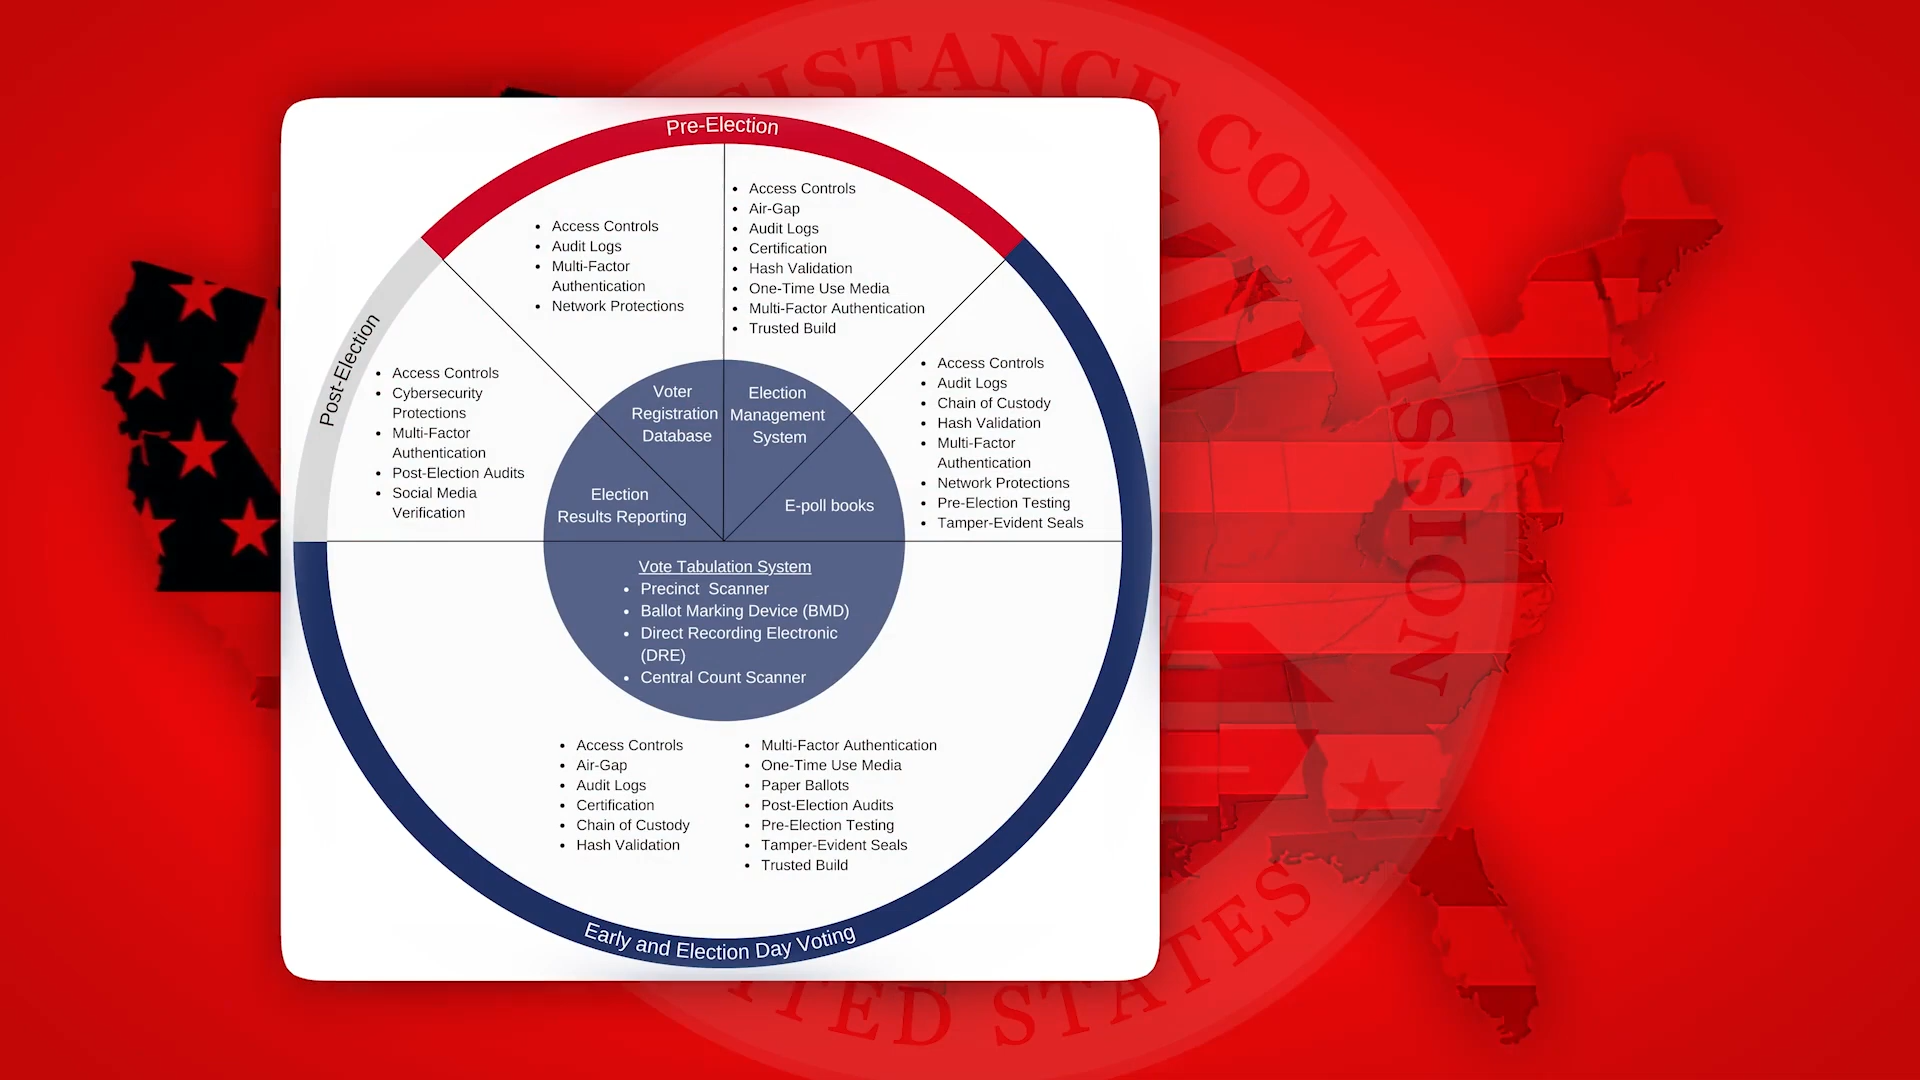 Pre-Election
• Access Controls
• Audit Logs
• Multi-Factor
Authentication
• Network Protections
• Access Controls
• Air-Gap
• Audit Logs
• Certification
• Hash Validation
• One-Time Use Media
• Multi-Factor Authentication
• Trusted Build
Post-Election
• Access Controls
• Cybersecurity
Protections
• Multi-Factor
Authentication
• Post-Election Audits
• Social Media
Verification
• Access Controls
• Audit Logs
• Chain of Custody
• Hash Validation
• Multi-Factor
Authentication
• Network Protections
• Pre-Election Testing
• Tamper-Evident Seals
Voter
Registration
Database
Election
Management
System
Election
Results Reporting
E-poll books
Vote Tabulation System
• Precinct Scanner
• Ballot Marking Device (BMD)
• Direct Recording Electronic
(DRE)
• Central Count Scanner
• Access Controls
• Air-Gap
• Audit Logs
• Certification
• Chain of Custody
• Hash Validation
• Multi-Factor Authentication
• One-Time Use Media
• Paper Ballots
• Post-Election Audits
• Pre-Election Testing
• Tamper-Evident Seals
• Trusted Build
Early and Election Day Voting
COMMISSION
STATES